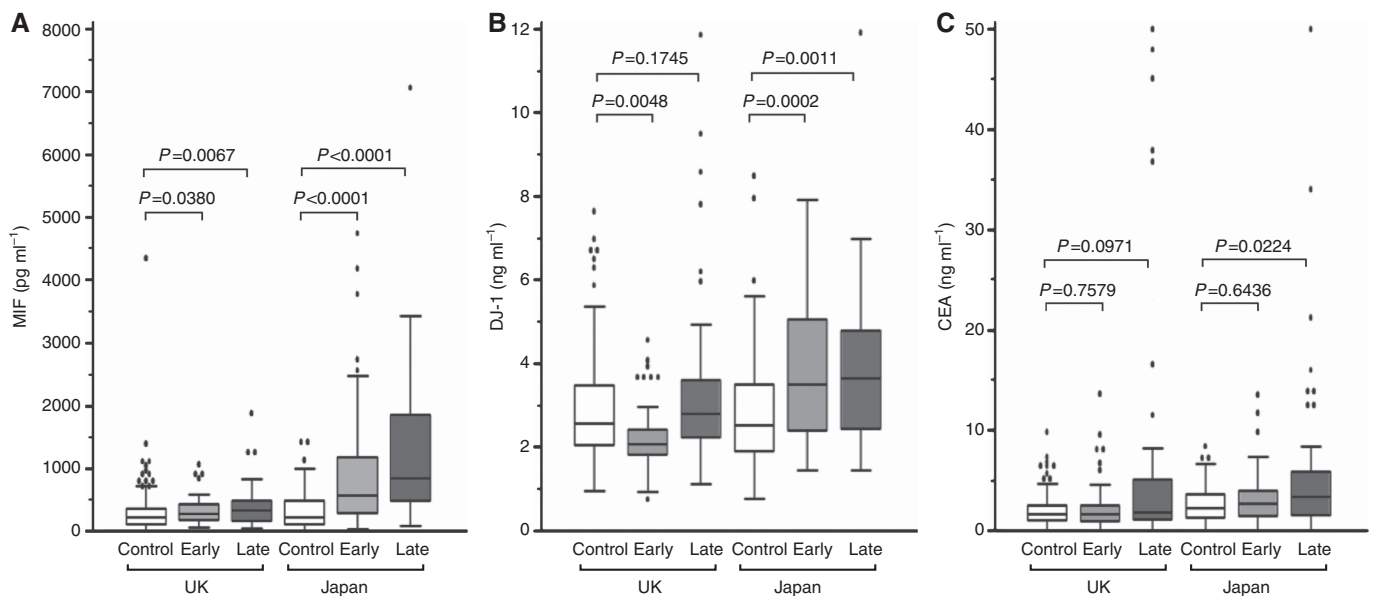 A
8000
7000
6000
5000
4000
3000
2000
1000
0
MIF (pg ml⁻¹)
P=0.0067
P=0.0380
P<0.0001
P<0.0001
Control Early Late Control Early Late
UK Japan
B
12
10
8
6
4
2
0
DJ-1 (ng ml⁻¹)
P=0.1745
P=0.0048
P=0.0011
P=0.0002
Control Early Late Control Early Late
UK Japan
C
50
40
30
20
10
0
CEA (ng ml⁻¹)
P=0.0971
P=0.7579
P=0.0224
P=0.6436
Control Early Late Control Early Late
UK Japan